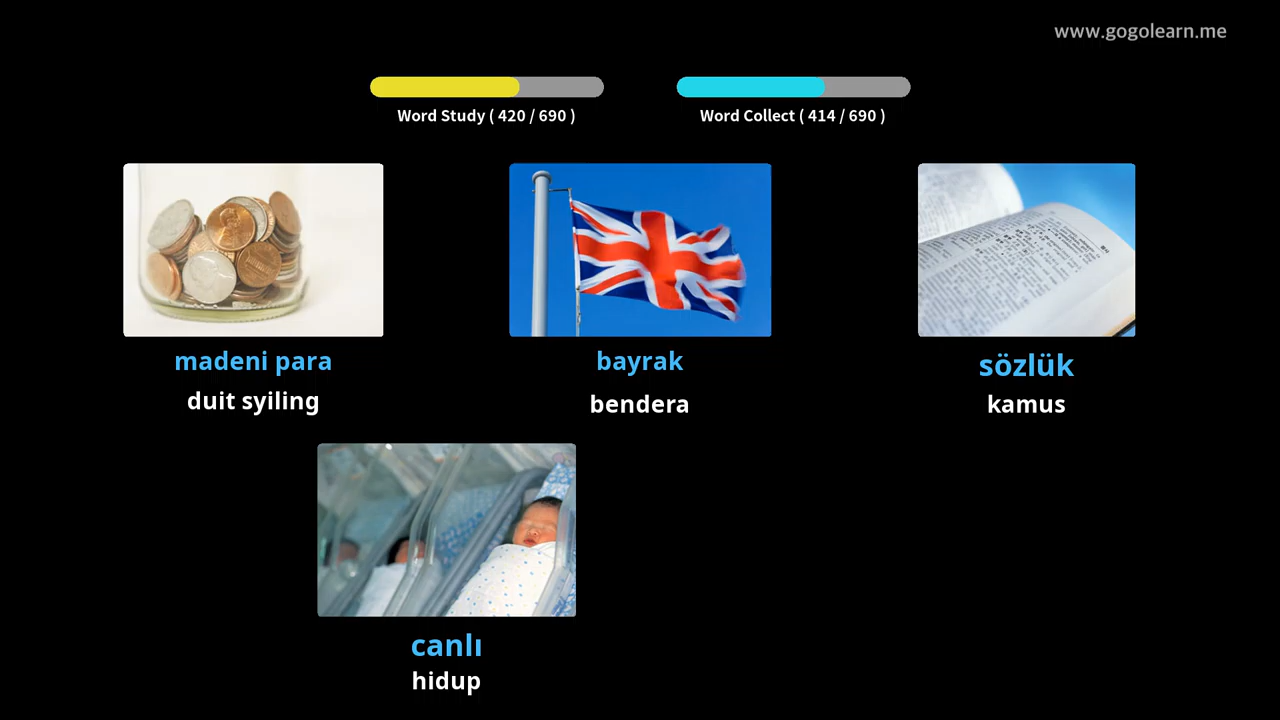 www.gogolearn.me
Word Study ( 420 / 690 )
Word Collect ( 414 / 690 )
madeni para
duit syiling
bayrak
bendera
sözlük
kamus
canlı
hidup